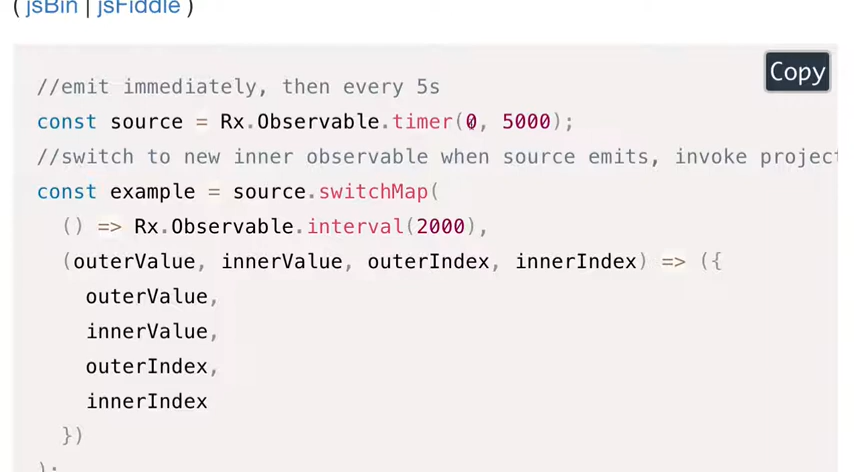 ( jsBin | jsFiddle )
Copy
//emit immediately, then every 5s
const source = Rx.Observable.timer(0, 5000);
//switch to new inner observable when source emits, invoke project
const example = source.switchMap(
  () => Rx.Observable.interval(2000),
  (outerValue, innerValue, outerIndex, innerIndex) => ({
    outerValue,
    innerValue,
    outerIndex,
    innerIndex
  })
);